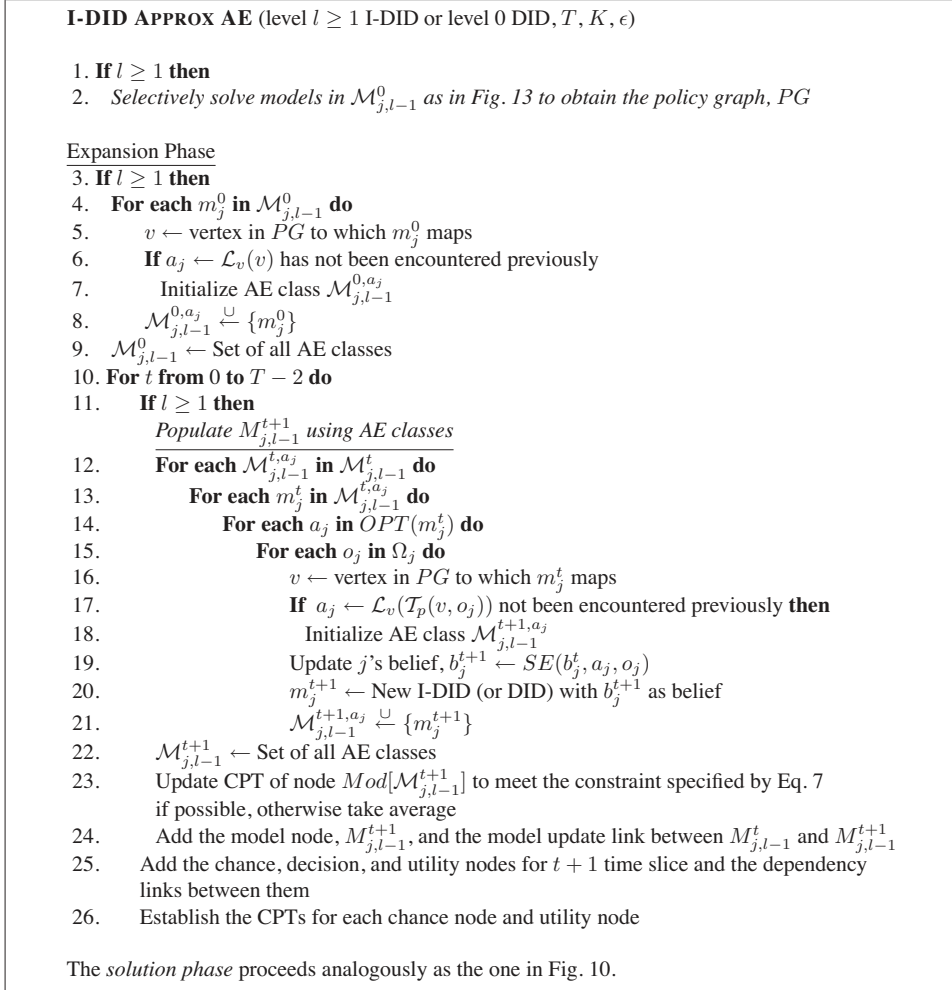 I-DID APPROX AE (level l ≥ 1 I-DID or level 0 DID, T, K, ϵ)
1. If l ≥ 1 then
2. Selectively solve models in ℳ⁰_{j,l−1} as in Fig. 13 to obtain the policy graph, PG
Expansion Phase
3. If l ≥ 1 then
4. For each m⁰_j in ℳ⁰_{j,l−1} do
5. v ← vertex in PG to which m⁰_j maps
6. If a_j ← ℒ_v(v) has not been encountered previously
7. Initialize AE class ℳ^{0,a_j}_{j,l−1}
8. ℳ^{0,a_j}_{j,l−1} ←∪ {m⁰_j}
9. ℳ⁰_{j,l−1} ← Set of all AE classes
10. For t from 0 to T − 2 do
11. If l ≥ 1 then
Populate M^{t+1}_{j,l−1} using AE classes
12. For each ℳ^{t,a_j}_{j,l−1} in ℳ^t_{j,l−1} do
13. For each m^t_j in ℳ^{t,a_j}_{j,l−1} do
14. For each a_j in OPT(m^t_j) do
15. For each o_j in Ω_j do
16. v ← vertex in PG to which m^t_j maps
17. If a_j ← ℒ_v(𝒯_p(v, o_j)) not been encountered previously then
18. Initialize AE class ℳ^{t+1,a_j}_{j,l−1}
19. Update j's belief, b^{t+1}_j ← SE(b^t_j, a_j, o_j)
20. m^{t+1}_j ← New I-DID (or DID) with b^{t+1}_j as belief
21. ℳ^{t+1,a_j}_{j,l−1} ←∪ {m^{t+1}_j}
22. ℳ^{t+1}_{j,l−1} ← Set of all AE classes
23. Update CPT of node Mod[ℳ^{t+1}_{j,l−1}] to meet the constraint specified by Eq. 7
if possible, otherwise take average
24. Add the model node, M^{t+1}_{j,l−1}, and the model update link between M^t_{j,l−1} and M^{t+1}_{j,l−1}
25. Add the chance, decision, and utility nodes for t + 1 time slice and the dependency
links between them
26. Establish the CPTs for each chance node and utility node
The solution phase proceeds analogously as the one in Fig. 10.